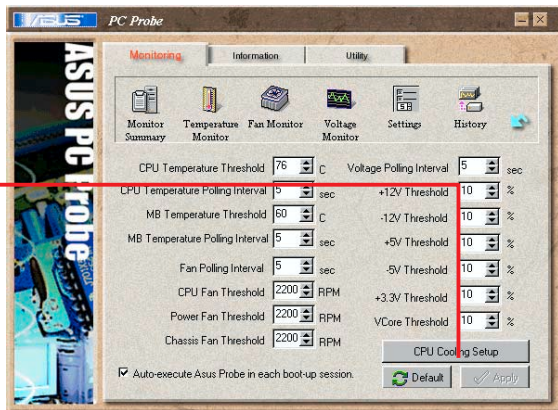 ASUS PC Probe
ASUS PC Probe
Monitoring Information Utility
Monitor Summary
Temperature Monitor
Fan Monitor
Voltage Monitor
Settings
History
CPU Temperature Threshold 76 C
Voltage Polling Interval 5 sec
CPU Temperature Polling Interval 5 sec
+12V Threshold 10 %
MB Temperature Threshold 60 C
-12V Threshold 10 %
MB Temperature Polling Interval 5 sec
+5V Threshold 10 %
Fan Polling Interval 5 sec
-5V Threshold 10 %
CPU Fan Threshold 2200 RPM
+3.3V Threshold 10 %
Power Fan Threshold 2200 RPM
VCore Threshold 10 %
Chassis Fan Threshold 2200 RPM
CPU Cooling Setup
Auto-execute Asus Probe in each boot-up session.
Default
Apply